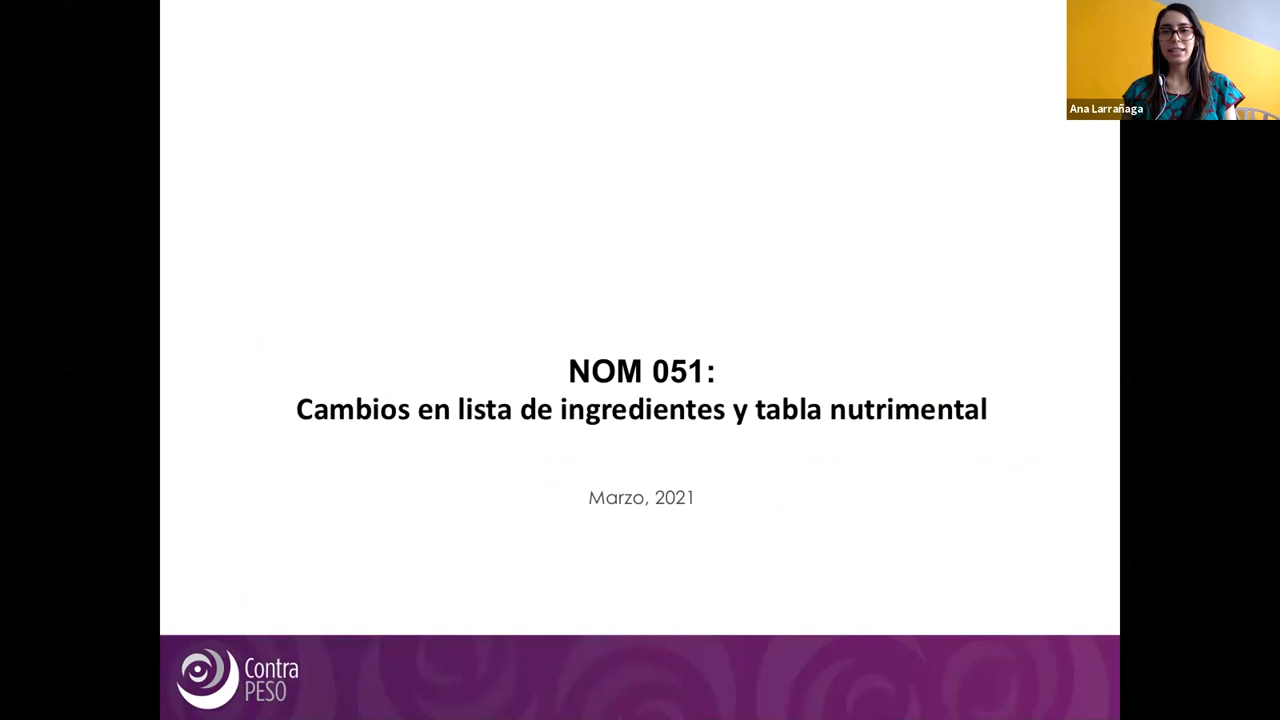 Ana Larrañaga
NOM 051:
Cambios en lista de ingredientes y tabla nutrimental
Marzo, 2021
Contra
PESO